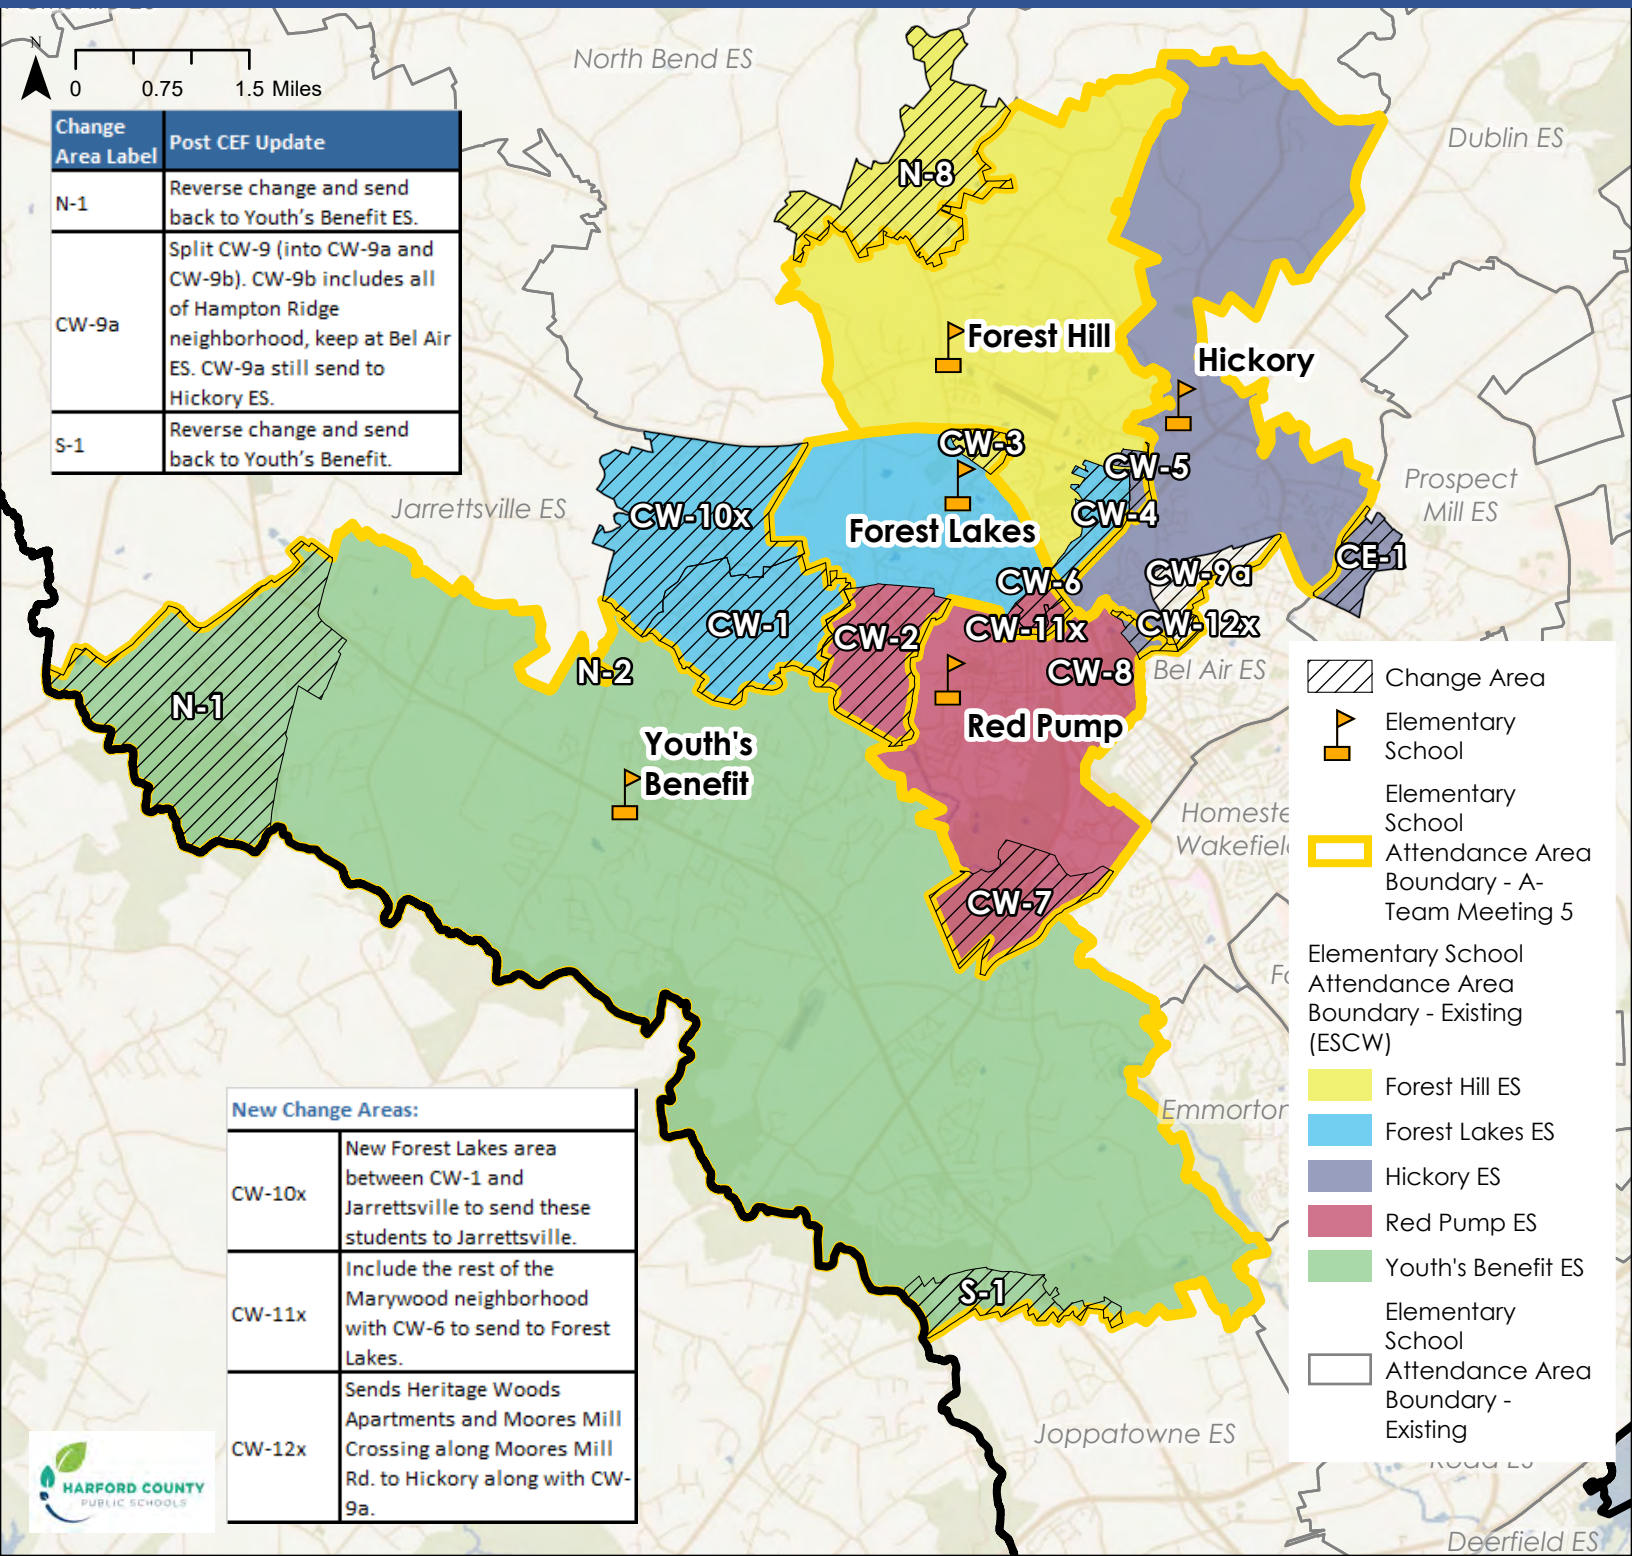 North Bend ES
N
0 0.75 1.5 Miles
Change
Area Label
Post CEF Update
N-1
Reverse change and send
back to Youth's Benefit ES.
CW-9a
Split CW-9 (into CW-9a and
CW-9b). CW-9b includes all
of Hampton Ridge
neighborhood, keep at Bel Air
ES. CW-9a still send to
Hickory ES.
S-1
Reverse change and send
back to Youth's Benefit.
Dublin ES
N-8
Forest Hill
Hickory
CW-3
CW-5
Prospect
Mill ES
Jarrettsville ES
CW-10x
CW-4
Forest Lakes
CE-1
CW-9a
CW-6
CW-1
CW-2
CW-11x
CW-12x
N-2
CW-8
Bel Air ES
N-1
Red Pump
Youth's
Benefit
Homeste
Wakefiel
CW-7
Fo
Emmorton
S-1
Joppatowne ES
Road ES
Deerfield ES
Change Area
Elementary
School
Elementary
School
Attendance Area
Boundary - A-
Team Meeting 5
Elementary School
Attendance Area
Boundary - Existing
(ESCW)
Forest Hill ES
Forest Lakes ES
Hickory ES
Red Pump ES
Youth's Benefit ES
Elementary
School
Attendance Area
Boundary -
Existing
New Change Areas:
CW-10x
New Forest Lakes area
between CW-1 and
Jarrettsville to send these
students to Jarrettsville.
CW-11x
Include the rest of the
Marywood neighborhood
with CW-6 to send to Forest
Lakes.
CW-12x
Sends Heritage Woods
Apartments and Moores Mill
Crossing along Moores Mill
Rd. to Hickory along with CW-
9a.
HARFORD COUNTY
PUBLIC SCHOOLS